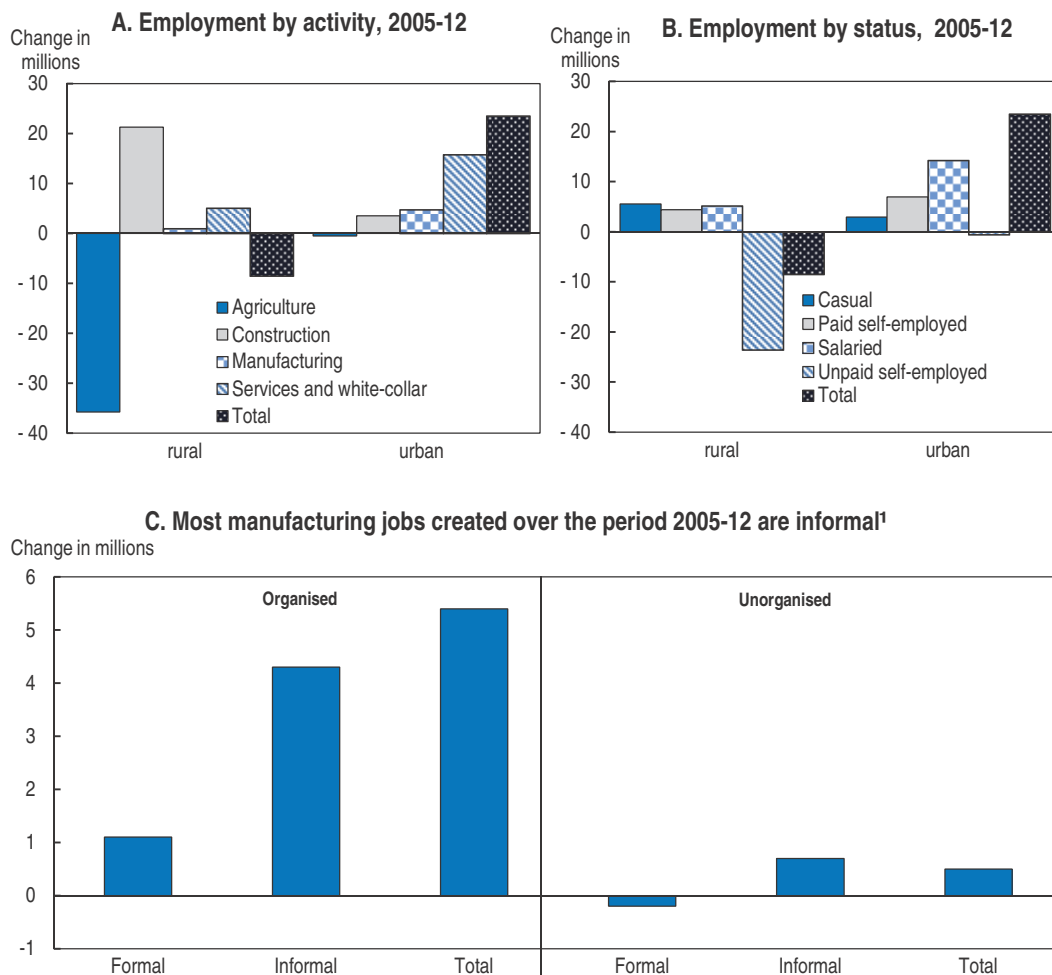 A. Employment by activity, 2005-12
Change in
millions
30
20
10
0
- 10
- 20
- 30
- 40
Agriculture
Construction
Manufacturing
Services and white-collar
Total
rural
urban
B. Employment by status, 2005-12
Change in
millions
30
20
10
0
- 10
- 20
- 30
- 40
Casual
Paid self-employed
Salaried
Unpaid self-employed
Total
rural
urban
C. Most manufacturing jobs created over the period 2005-12 are informal¹
Change in millions
6
5
4
3
2
1
0
-1
Organised
Unorganised
Formal
Informal
Total
Formal
Informal
Total